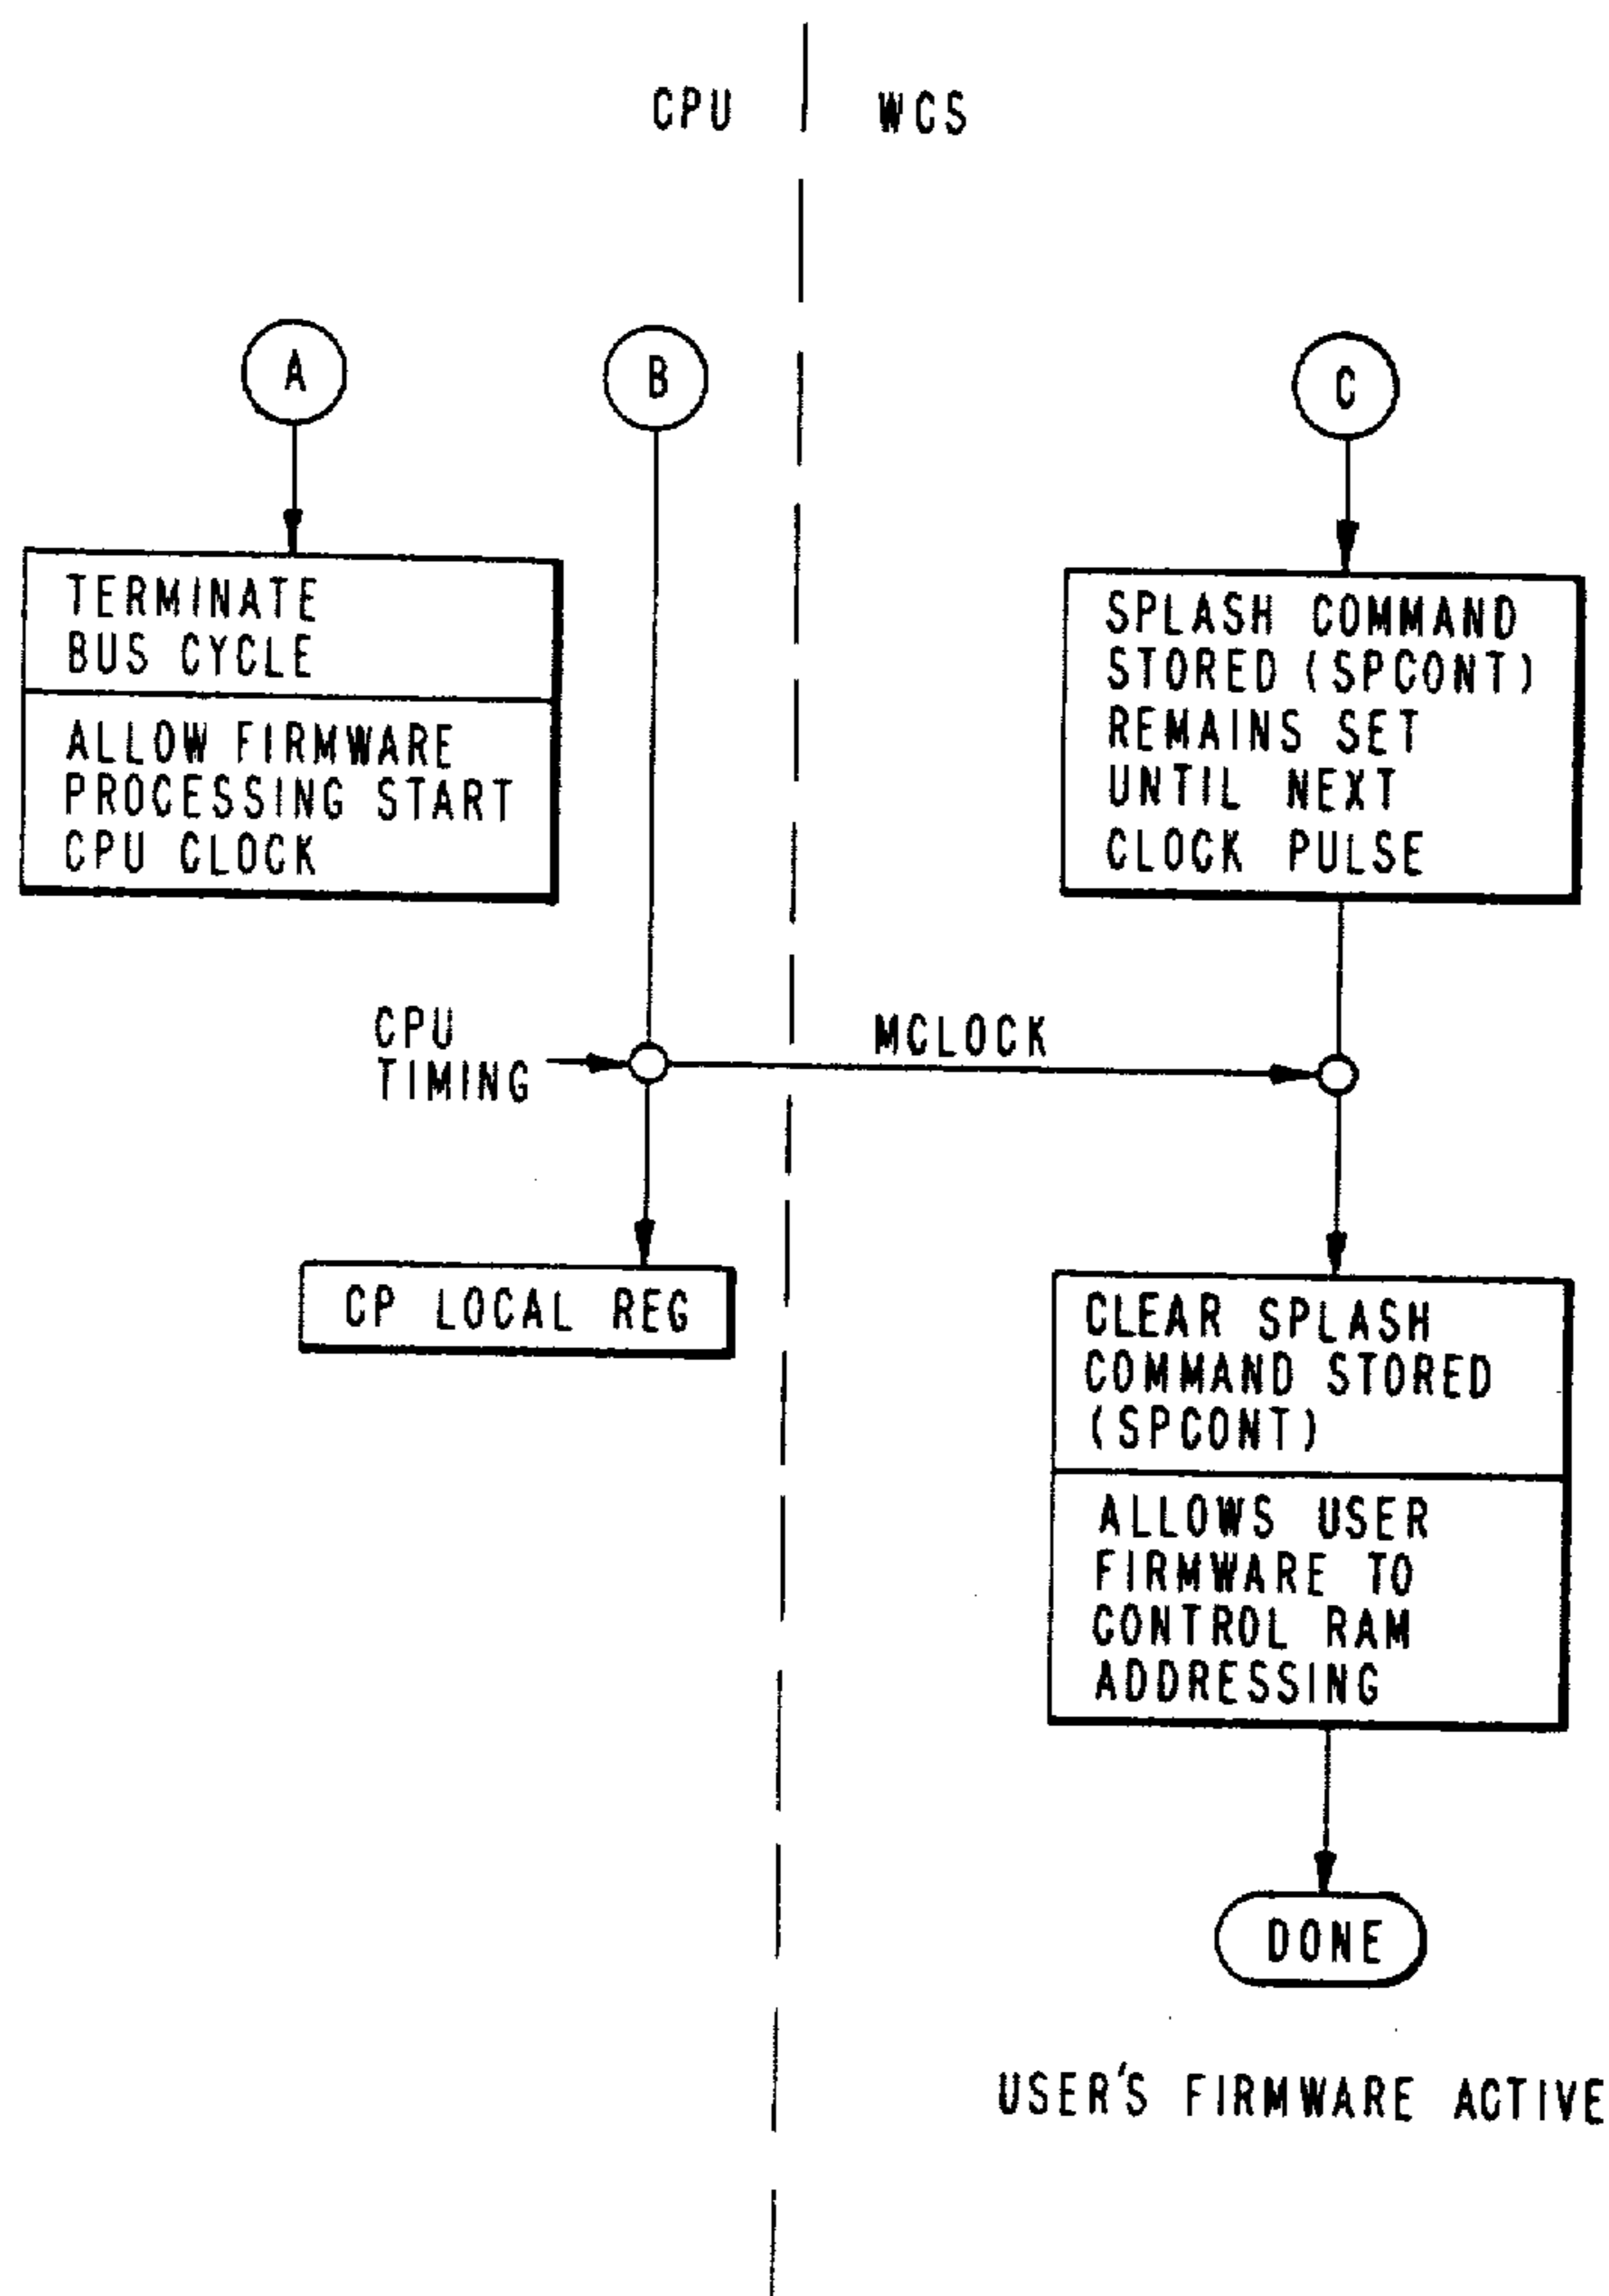 CPU
WCS
A
B
C
TERMINATE
BUS CYCLE
ALLOW FIRMWARE
PROCESSING START
CPU CLOCK
SPLASH COMMAND
STORED (SPCONT)
REMAINS SET
UNTIL NEXT
CLOCK PULSE
CPU
TIMING
MCLOCK
CP LOCAL REG
CLEAR SPLASH
COMMAND STORED
(SPCONT)
ALLOWS USER
FIRMWARE TO
CONTROL RAM
ADDRESSING
DONE
USER'S FIRMWARE ACTIVE